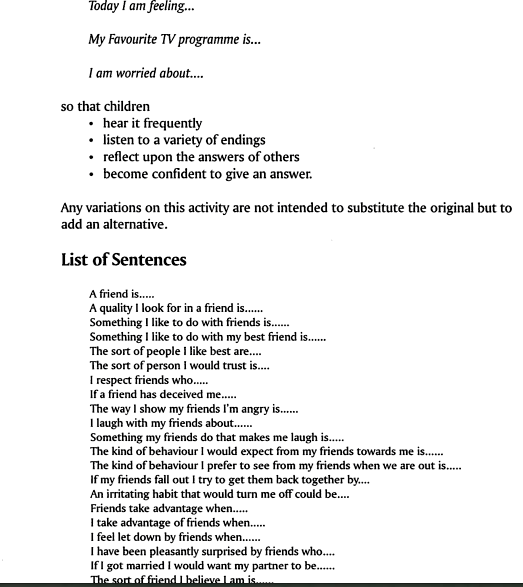 Today I am feeling...
My Favourite TV programme is...
I am worried about....
so that children
• hear it frequently
• listen to a variety of endings
• reflect upon the answers of others
• become confident to give an answer.
Any variations on this activity are not intended to substitute the original but to
add an alternative.
List of Sentences
A friend is.....
A quality I look for in a friend is......
Something I like to do with friends is......
Something I like to do with my best friend is......
The sort of people I like best are....
The sort of person I would trust is....
I respect friends who.....
If a friend has deceived me.....
The way I show my friends I'm angry is......
I laugh with my friends about......
Something my friends do that makes me laugh is.....
The kind of behaviour I would expect from my friends towards me is......
The kind of behaviour I prefer to see from my friends when we are out is.....
If my friends fall out I try to get them back together by....
An irritating habit that would turn me off could be....
Friends take advantage when.....
I take advantage of friends when.....
I feel let down by friends when......
I have been pleasantly surprised by friends who....
If I got married I would want my partner to be......
The sort of friend I believe I am is......